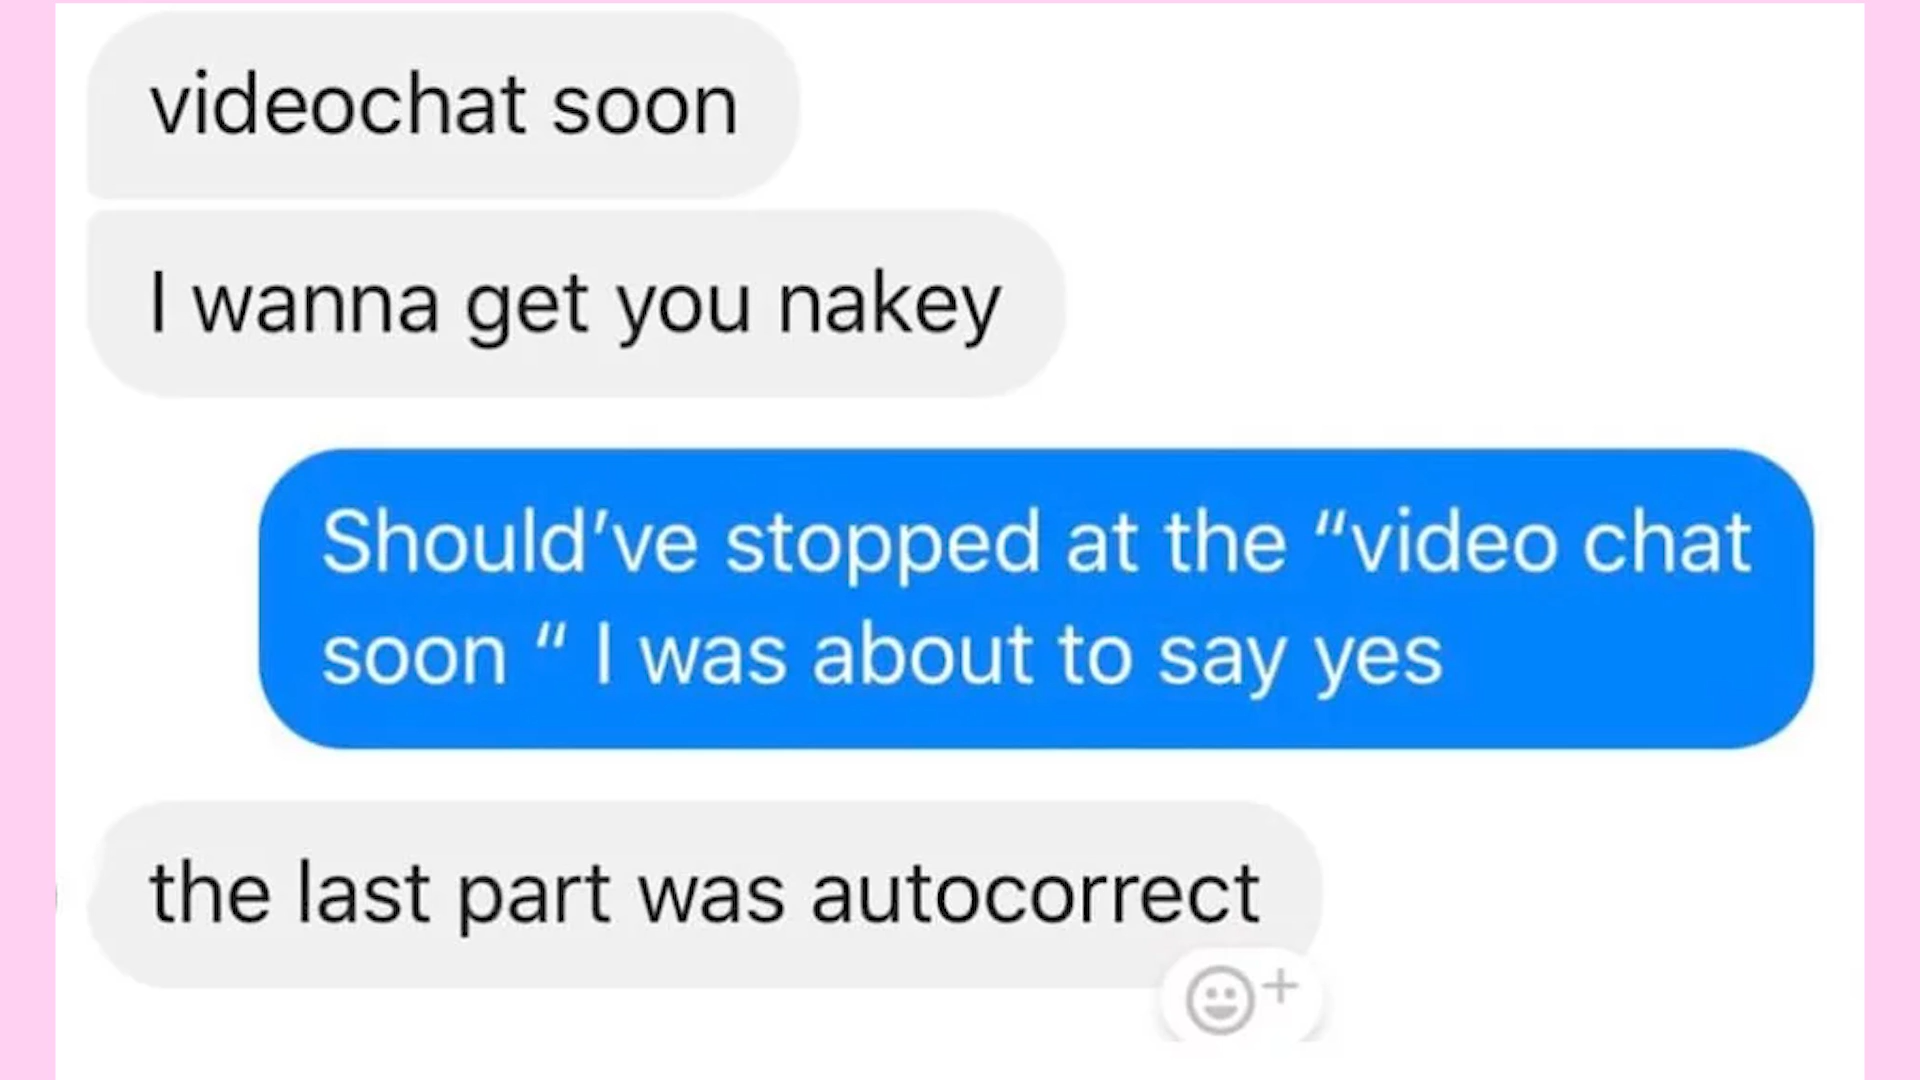 videochat soon
I wanna get you nakey
Should've stopped at the "video chat
soon " I was about to say yes
the last part was autocorrect